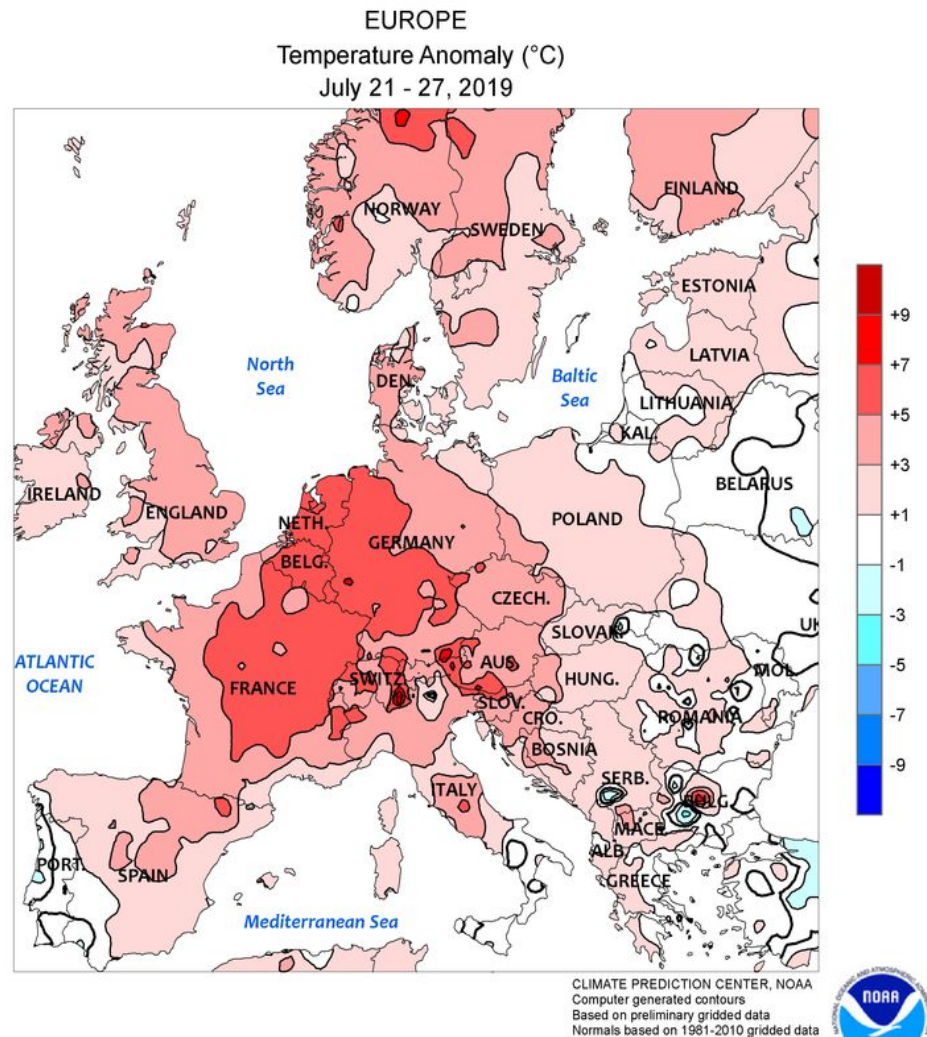 EUROPE
Temperature Anomaly (°C)
July 21 - 27, 2019
FINLAND
NORWAY
SWEDEN
ESTONIA
North
Sea
LATVIA
DEN.
Baltic
Sea
LITHUANIA
KAL.
BELARUS
IRELAND
ENGLAND
NETH.
GERMANY
POLAND
BELG.
CZECH.
UK
SLOVAK.
ATLANTIC
OCEAN
FRANCE
SWITZ.
AUS.
HUNG.
MOL.
SLOV.
CRO.
ROMANIA
BOSNIA
ITALY
SERB.
BULG.
MACE.
ALB.
PORT.
SPAIN
GREECE
Mediterranean Sea
+9
+7
+5
+3
+1
-1
-3
-5
-7
-9
CLIMATE PREDICTION CENTER, NOAA
Computer generated contours
Based on preliminary gridded data
Normals based on 1981-2010 gridded data
NOAA